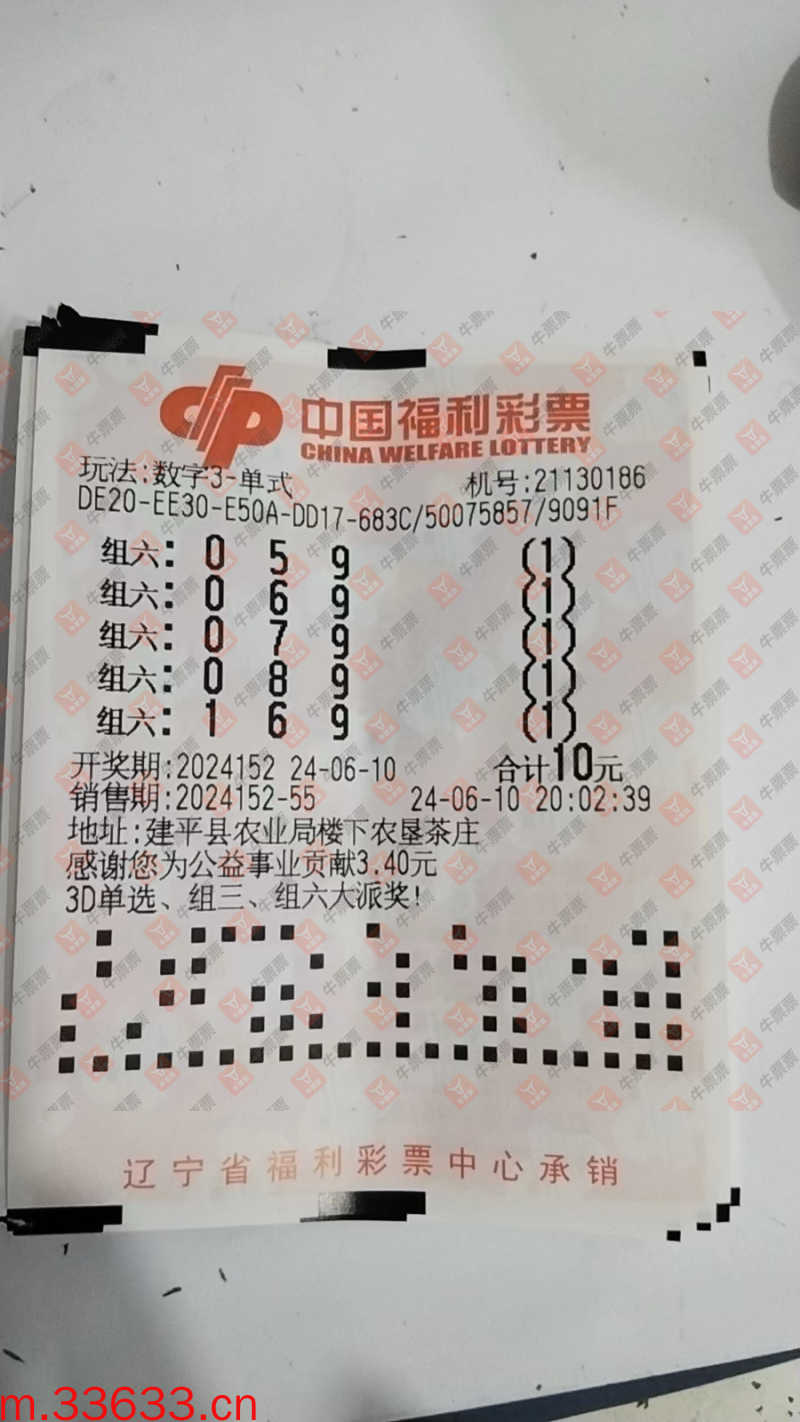 中国福利彩票
CHINA WELFARE LOTTERY
玩法:数字3-单式 机号:21130186
DE20-EE30-E50A-DD17-683C/50075857/9091F
组六: 0 5 9 (1)
组六: 0 6 9 (1)
组六: 0 7 9 (1)
组六: 0 8 9 (1)
组六: 1 6 9 (1)
开奖期:2024152 24-06-10 合计10元
销售期:2024152-55 24-06-10 20:02:39
地址:建平县农业局楼下农垦茶庄
感谢您为公益事业贡献3.40元
3D单选、组三、组六大派奖!
辽宁省福利彩票中心承销
牛票票
m.33633.cn